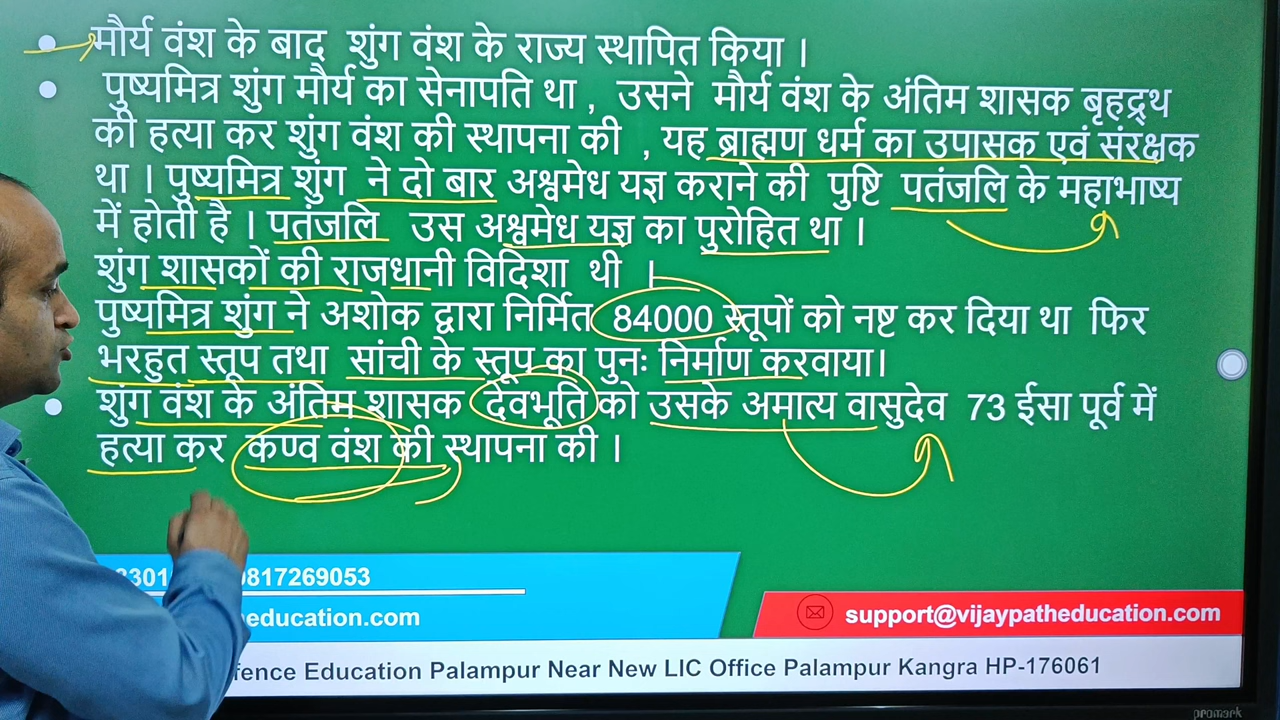 मौर्य वंश के बाद शुंग वंश के राज्य स्थापित किया ।
पुष्यमित्र शुंग मौर्य का सेनापति था , उसने मौर्य वंश के अंतिम शासक बृहद्र्थ
की हत्या कर शुंग वंश की स्थापना की , यह ब्राह्मण धर्म का उपासक एवं संरक्षक
था । पुष्यमित्र शुंग ने दो बार अश्वमेध यज्ञ कराने की पुष्टि पतंजलि के महाभाष्य
में होती है । पतंजलि उस अश्वमेध यज्ञ का पुरोहित था ।
शुंग शासकों की राजधानी विदिशा थी ।
पुष्यमित्र शुंग ने अशोक द्वारा निर्मित 84000 स्तूपों को नष्ट कर दिया था फिर
भरहुत स्तूप तथा सांची के स्तूप का पुनः निर्माण करवाया।
शुंग वंश के अंतिम शासक देवभूति को उसके अमात्य वासुदेव 73 ईसा पूर्व में
हत्या कर कण्व वंश की स्थापना की ।
817269053
education.com
support@vijaypatheducation.com
fence Education Palampur Near New LIC Office Palampur Kangra HP-176061
promark